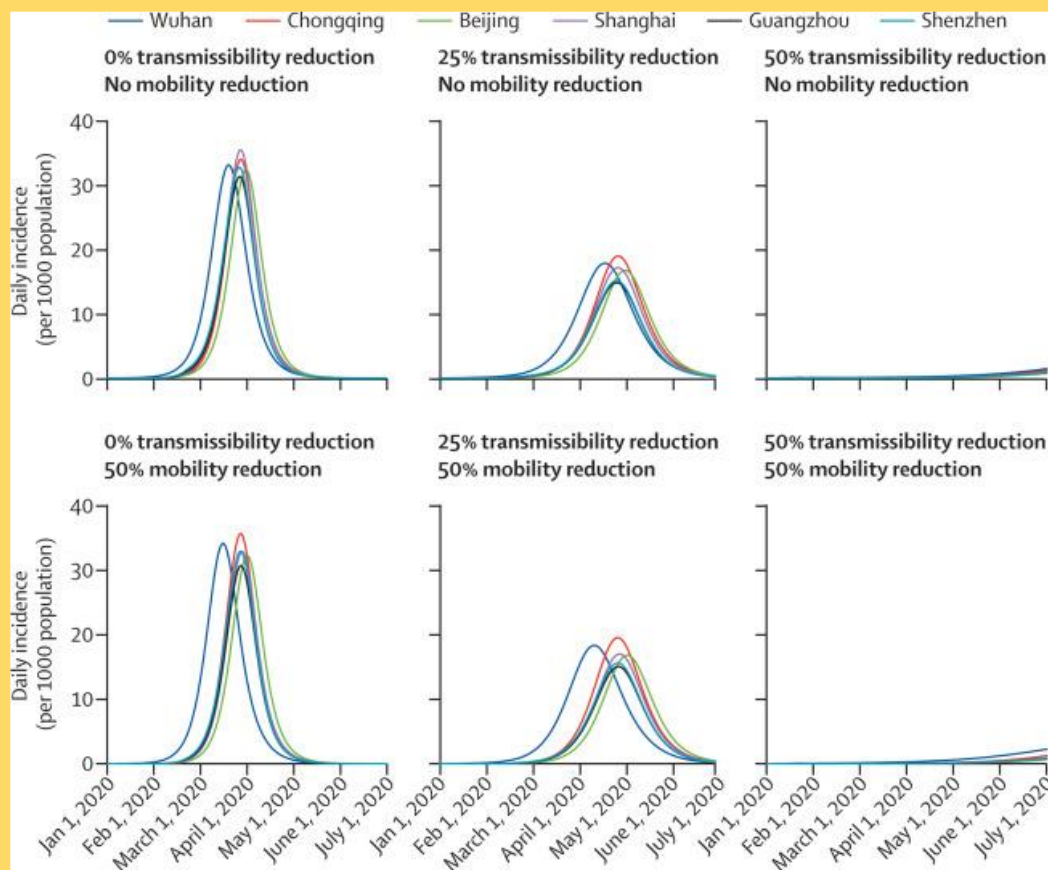 Wuhan Chongqing Beijing Shanghai Guangzhou Shenzhen
0% transmissibility reduction
No mobility reduction
25% transmissibility reduction
No mobility reduction
50% transmissibility reduction
No mobility reduction
Daily incidence
(per 1000 population)
40
30
20
10
0
0% transmissibility reduction
50% mobility reduction
25% transmissibility reduction
50% mobility reduction
50% transmissibility reduction
50% mobility reduction
Daily incidence
(per 1000 population)
40
30
20
10
0
Jan 1, 2020
Feb 1, 2020
March 1, 2020
April 1, 2020
May 1, 2020
June 1, 2020
July 1, 2020
Jan 1, 2020
Feb 1, 2020
March 1, 2020
April 1, 2020
May 1, 2020
June 1, 2020
July 1, 2020
Jan 1, 2020
Feb 1, 2020
March 1, 2020
April 1, 2020
May 1, 2020
June 1, 2020
July 1, 2020